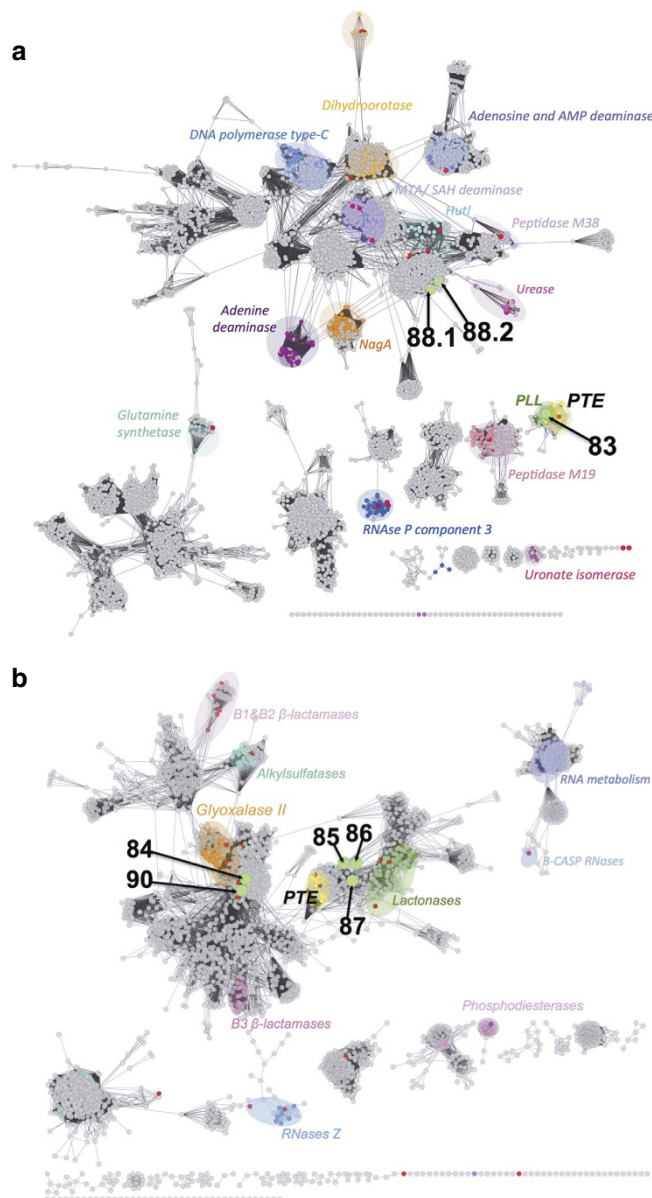 a
Dihydroorotase
Adenosine and AMP deaminase
DNA polymerase type-C
MTA/ SAH deaminase
HutI
Peptidase M38
Urease
Adenine
deaminase
NagA
88.1
88.2
Glutamine
synthetase
PLL
PTE
83
Peptidase M19
RNAse P component 3
Uronate isomerase
b
B1&B2 β-lactamases
Alkylsulfatases
RNA metabolism
Glyoxalase II
84
85
86
90
PTE
87
Lactonases
B-CASP RNases
B3 β-lactamases
Phosphodiesterases
RNases Z